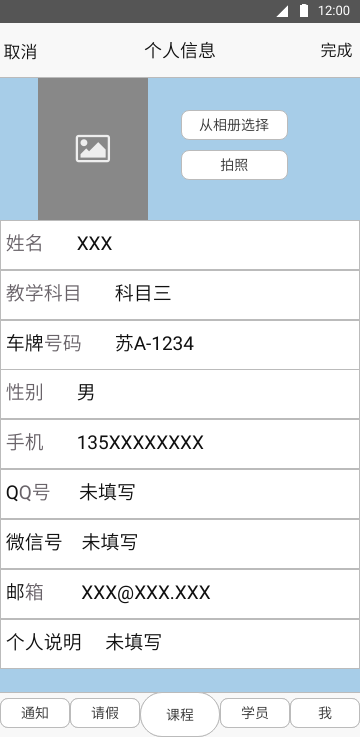 12:00
取消 个人信息 完成
从相册选择
拍照
姓名 XXX
教学科目 科目三
车牌号码 苏A-1234
性别 男
手机 135XXXXXXXX
QQ号 未填写
微信号 未填写
邮箱 XXX@XXX.XXX
个人说明 未填写
通知 请假 课程 学员 我